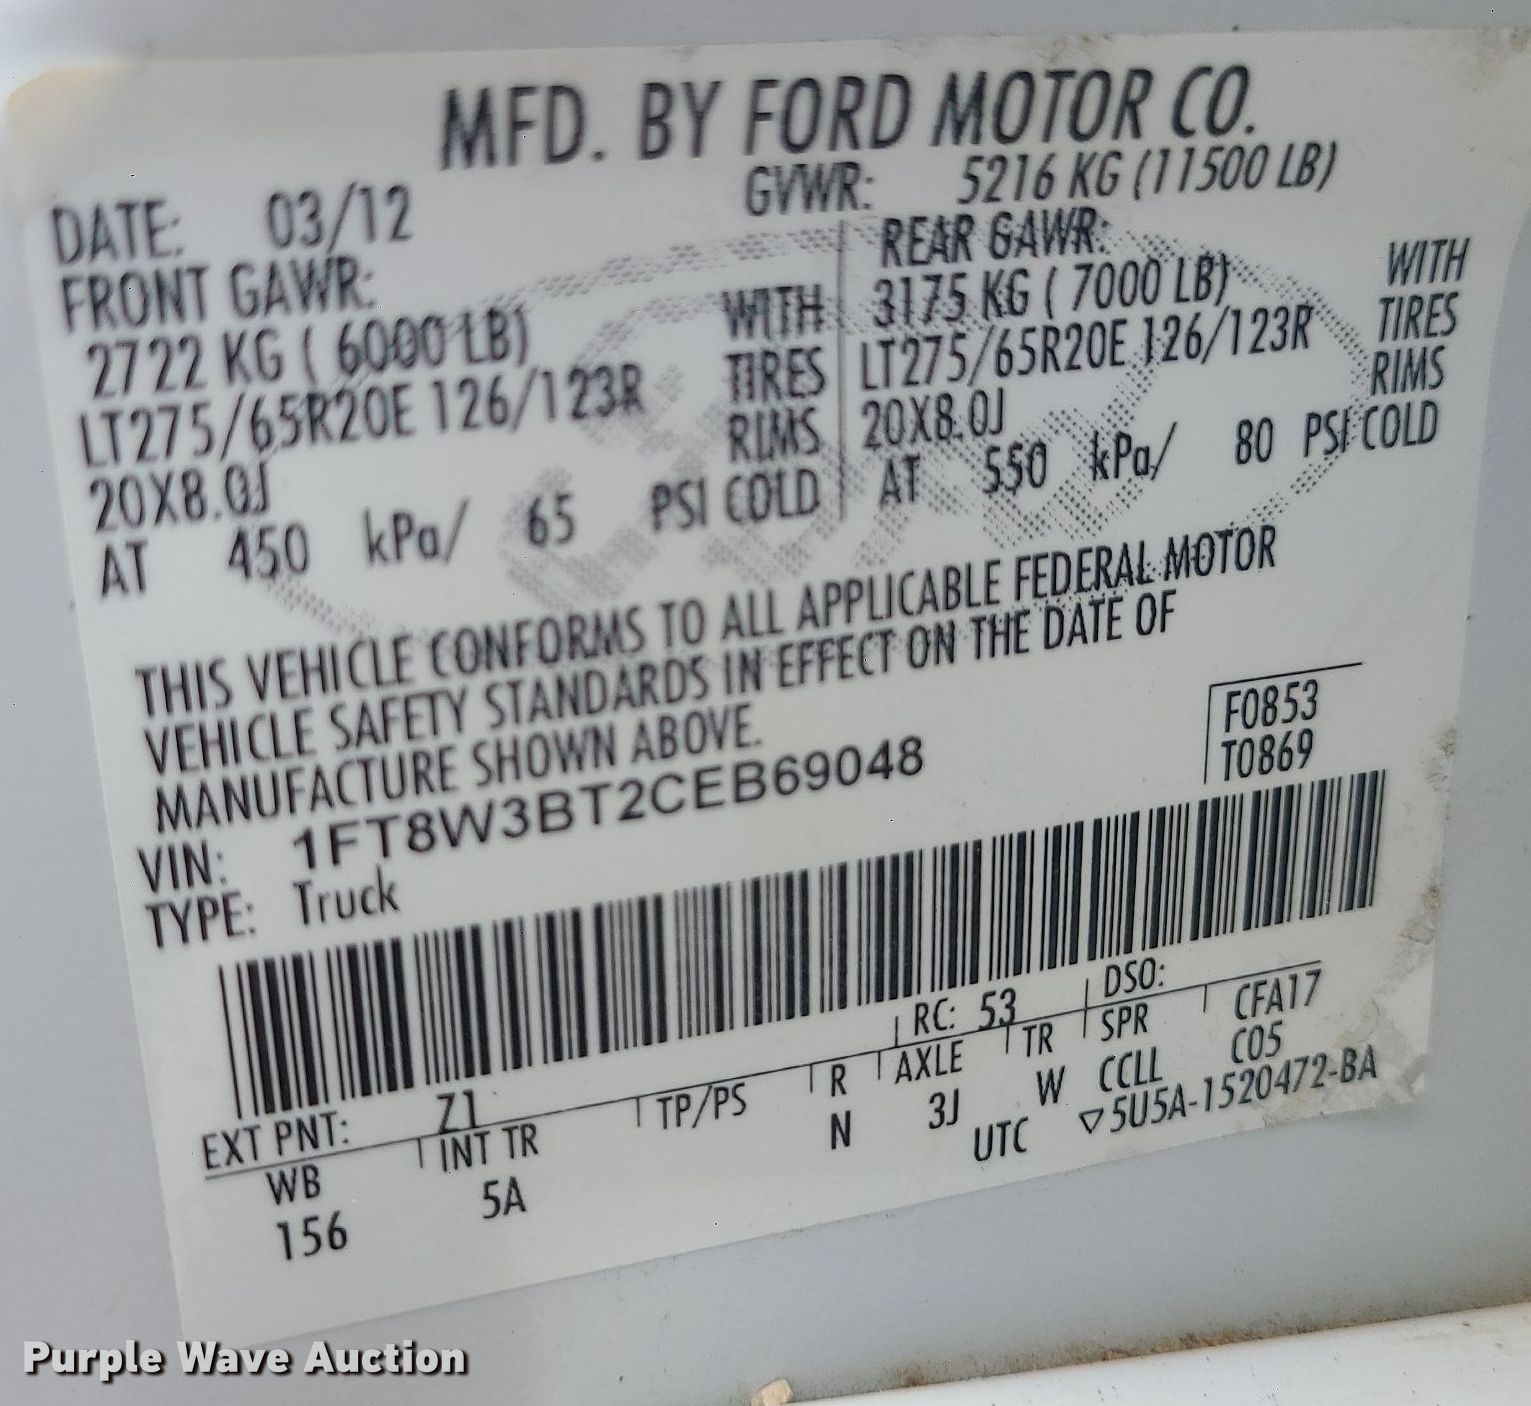 MFD. BY FORD MOTOR CO.
DATE: 03/12 GVWR: 5216 KG (11500 LB)
FRONT GAWR:
2722 KG ( 6000 LB) WITH
LT275/65R20E 126/123R TIRES
20X8.0J RIMS
AT 450 kPa/ 65 PSI COLD
REAR GAWR:
3175 KG ( 7000 LB) WITH
LT275/65R20E 126/123R TIRES
20X8.0J RIMS
AT 550 kPa/ 80 PSI COLD
THIS VEHICLE CONFORMS TO ALL APPLICABLE FEDERAL MOTOR
VEHICLE SAFETY STANDARDS IN EFFECT ON THE DATE OF
MANUFACTURE SHOWN ABOVE.
F0853
T0869
VIN: 1FT8W3BT2CEB69048
TYPE: Truck
EXT PNT: Z1 RC: 53 DSO:
WB INT TR TP/PS R AXLE TR SPR CFA17
156 5A N 3J W CCLL C05
UTC ▽5U5A-1520472-BA
Purple Wave Auction